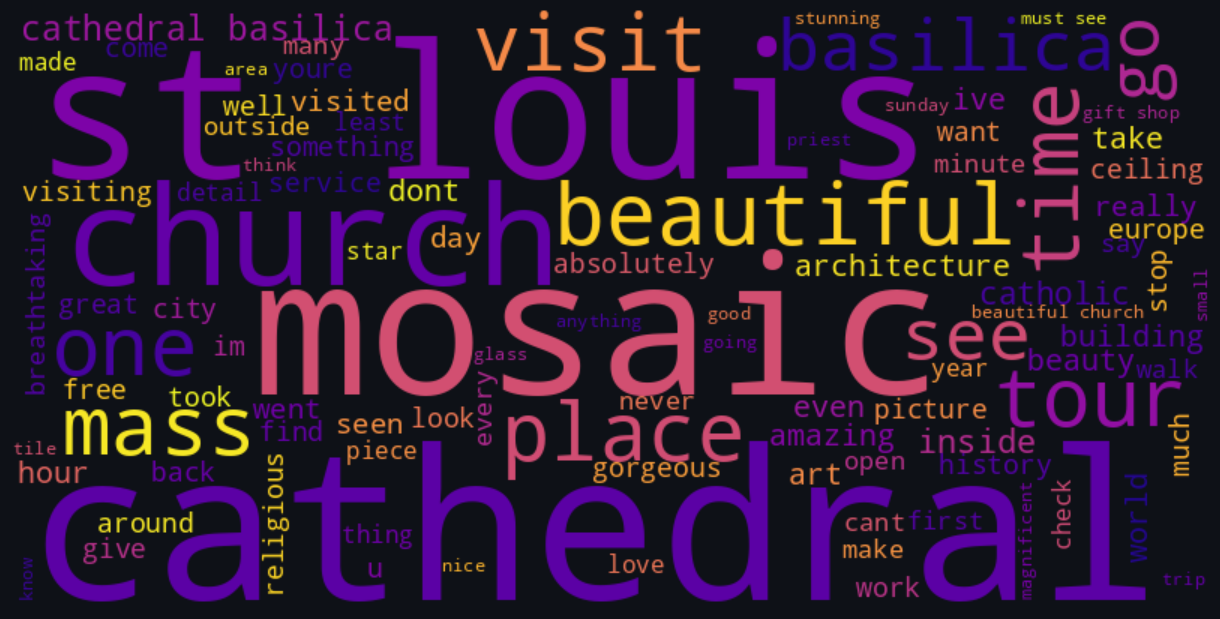 cathedral basilica
visit
stunning
must see
basilica
go
come
many
made
area
youre
st louis
well
visited
outside
least
something
think
sunday
ive
gift shop
time
want
take
priest
minute
ceiling
visiting
detail
service
dont
church
beautiful
really
europe
say
star
day
absolutely
architecture
stop
small
breathtaking
great
city
mosaic
catholic
beautiful church
anything
good
going
see
building
one
im
glass
year
beauty
walk
free
took
every
never
tour
mass
went
find
seen
look
piece
place
even
picture
amazing
inside
much
tile
hour
back
gorgeous
art
open
history
religious
cathedral
around
give
thing
u
nice
love
cant
first
make
work
magnificent
check
world
know
trip